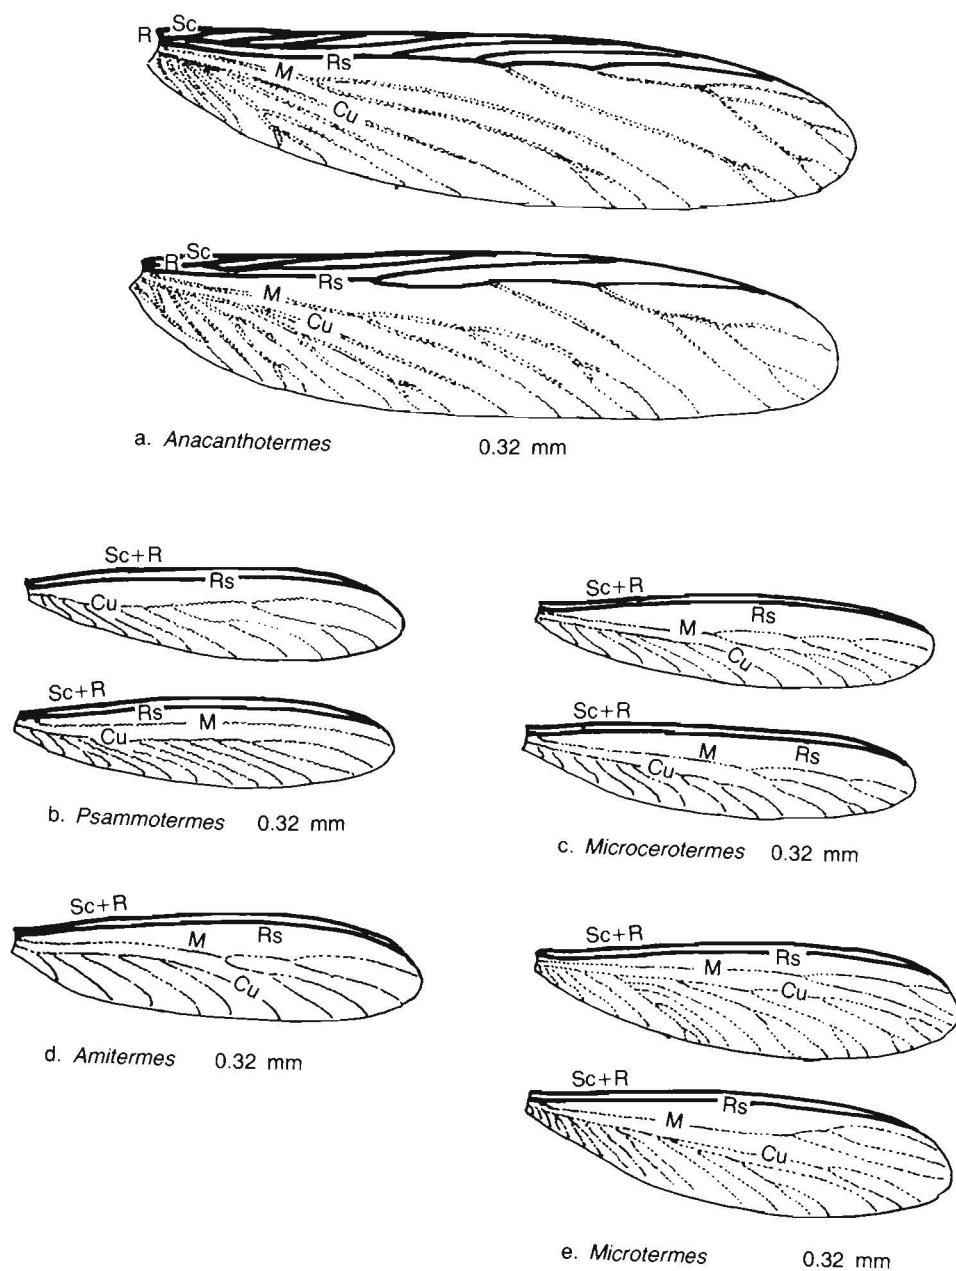 Sc
R
Rs
M
Cu
Sc
R
Rs
M
Cu
a. Anacanthotermes 0.32 mm
Sc+R
Rs
Cu
Sc+R
Rs
M
Cu
b. Psammotermes 0.32 mm
Sc+R
Rs
M
Cu
Sc+R
M
Rs
Cu
c. Microcerotermes 0.32 mm
Sc+R
M
Rs
Cu
d. Amitermes 0.32 mm
Sc+R
Rs
M
Cu
Sc+R
Rs
M
Cu
e. Microtermes 0.32 mm